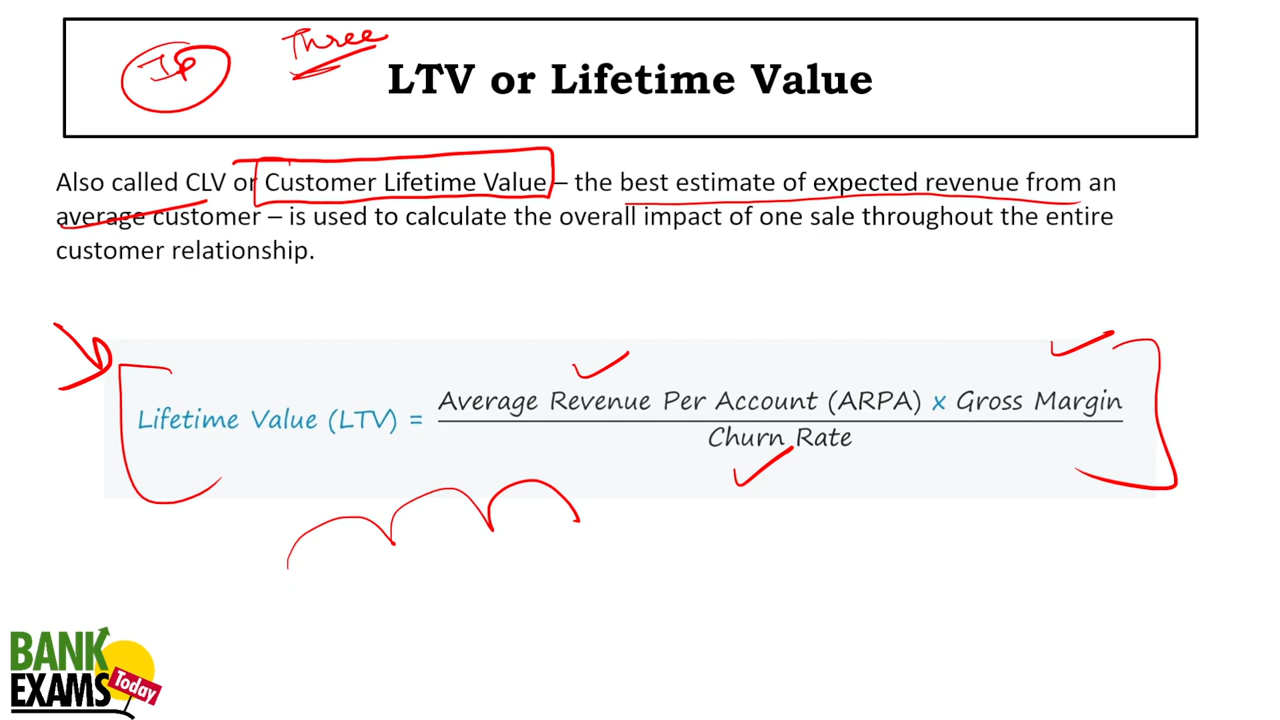 Three
LTV or Lifetime Value
Also called CLV or Customer Lifetime Value – the best estimate of expected revenue from an
average customer – is used to calculate the overall impact of one sale throughout the entire
customer relationship.
Average Revenue Per Account (ARPA) x Gross Margin
Lifetime Value (LTV) =
Churn Rate
BANK
EXAMS
Today